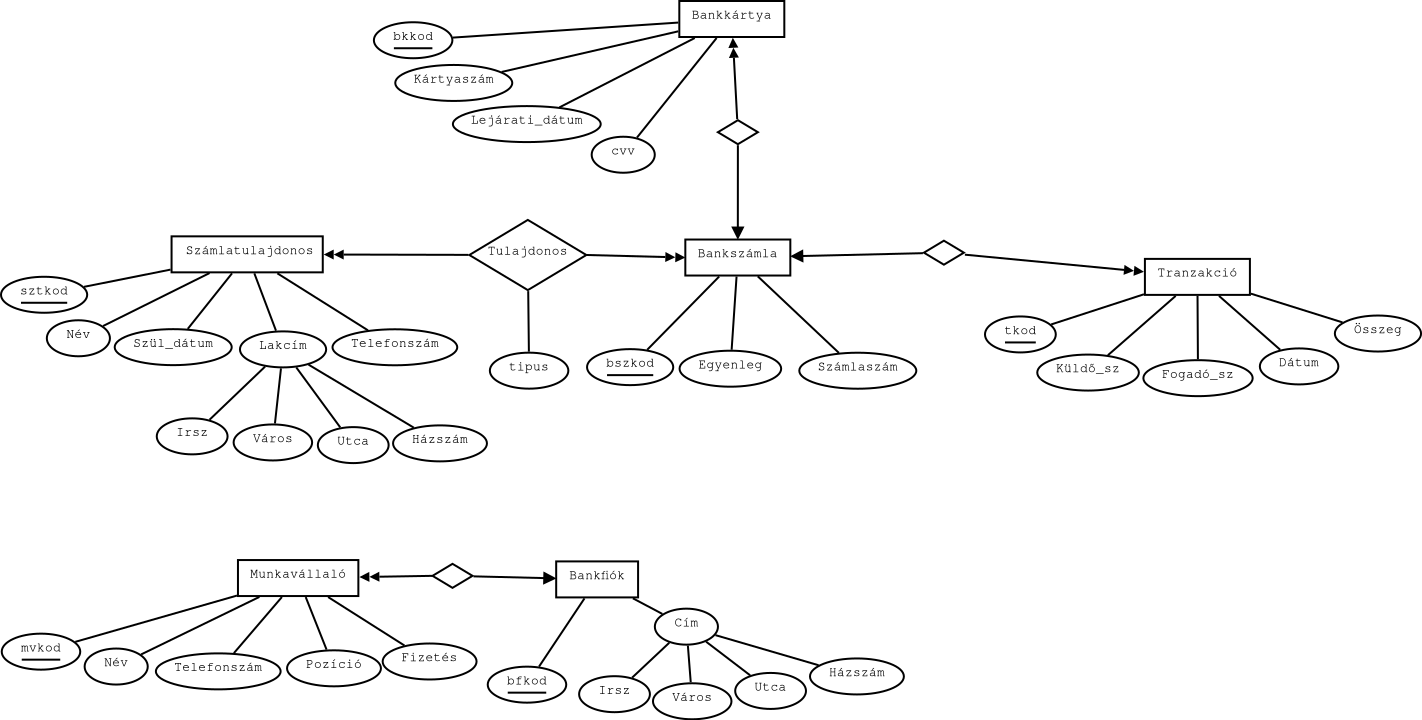 Bankkártya
bkkod
Kártyaszám
Lejárati_dátum
cvv
Számlatulajdonos
Tulajdonos
Bankszámla
Tranzakció
sztkod
Név
Szül_dátum
Lakcím
Telefonszám
tipus
bszkod
Egyenleg
Számlaszám
tkod
Küldő_sz
Fogadó_sz
Dátum
Összeg
Irsz
Város
Utca
Házszám
Munkavállaló
Bankfiók
mvkod
Név
Telefonszám
Pozíció
Fizetés
bfkod
Cím
Irsz
Város
Utca
Házszám